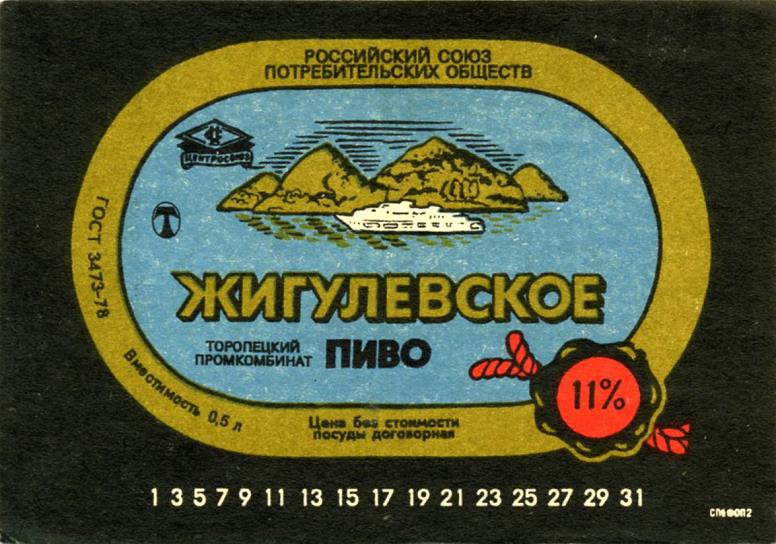 РОССИЙСКИЙ СОЮЗ
ПОТРЕБИТЕЛЬСКИХ ОБЩЕСТВ
ЦЕНТРОСОЮЗ
ГОСТ 3473-78
ЖИГУЛЕВСКОЕ
ТОРОПЕЦКИЙ
ПРОМКОМБИНАТ
ПИВО
11%
Вместимость 0,5 л
Цена без стоимости
посуды договорная
1 3 5 7 9 11 13 15 17 19 21 23 25 27 29 31